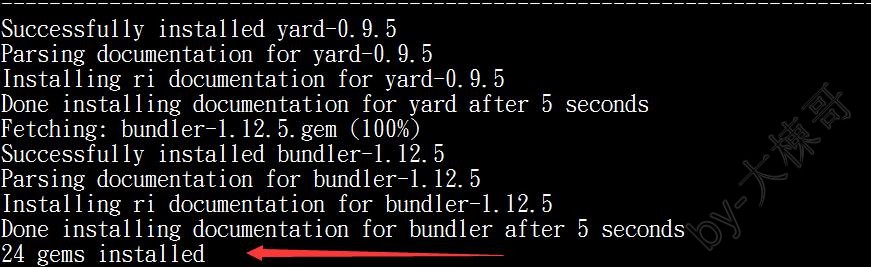 Successfully installed yard-0.9.5
Parsing documentation for yard-0.9.5
Installing ri documentation for yard-0.9.5
Done installing documentation for yard after 5 seconds
Fetching: bundler-1.12.5.gem (100%)
Successfully installed bundler-1.12.5
Parsing documentation for bundler-1.12.5
Installing ri documentation for bundler-1.12.5
Done installing documentation for bundler after 5 seconds
24 gems installed
by-大棟哥